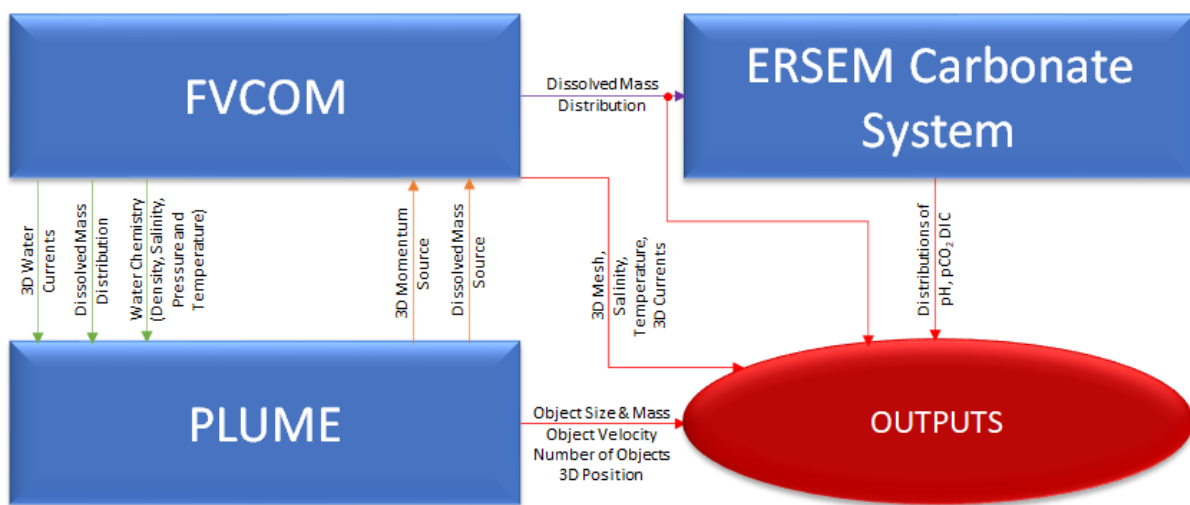 FVCOM
ERSEM Carbonate
System
Dissolved Mass
Distribution
3D Water
Currents
Dissolved Mass
Distribution
Water Chemistry
(Density, Salinity,
Pressure and
Temperature)
3D Momentum
Source
Dissolved Mass
Source
3D Mesh,
Salinity,
Temperature,
3D Currents
Distributions of
pH, pCO₂ DIC
PLUME
Object Size & Mass
Object Velocity
Number of Objects
3D Position
OUTPUTS